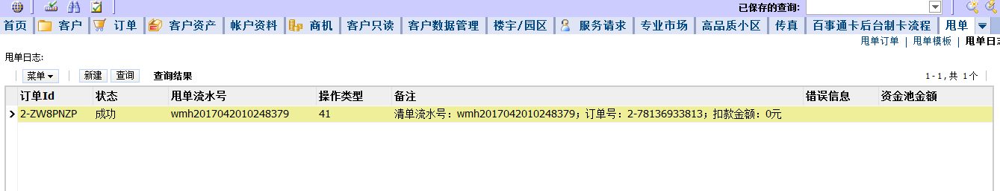 已保存的查询:
首页 客户 订单 客户资产 帐户资料 商机 客户只读 客户数据管理 楼宇/园区 服务请求 专业市场 高品质小区 传真 百事通卡后台制卡流程 甩单
甩单订单 | 甩单模板 | 甩单日志
甩单日志:
菜单 新建 查询 查询结果 1-1,共 1个
订单Id 状态 甩单流水号 操作类型 备注 错误信息 资金池金额
2-ZW8PNZP 成功 wmh2017042010248379 41 清单流水号：wmh2017042010248379；订单号：2-78136933813；扣款金额：0元